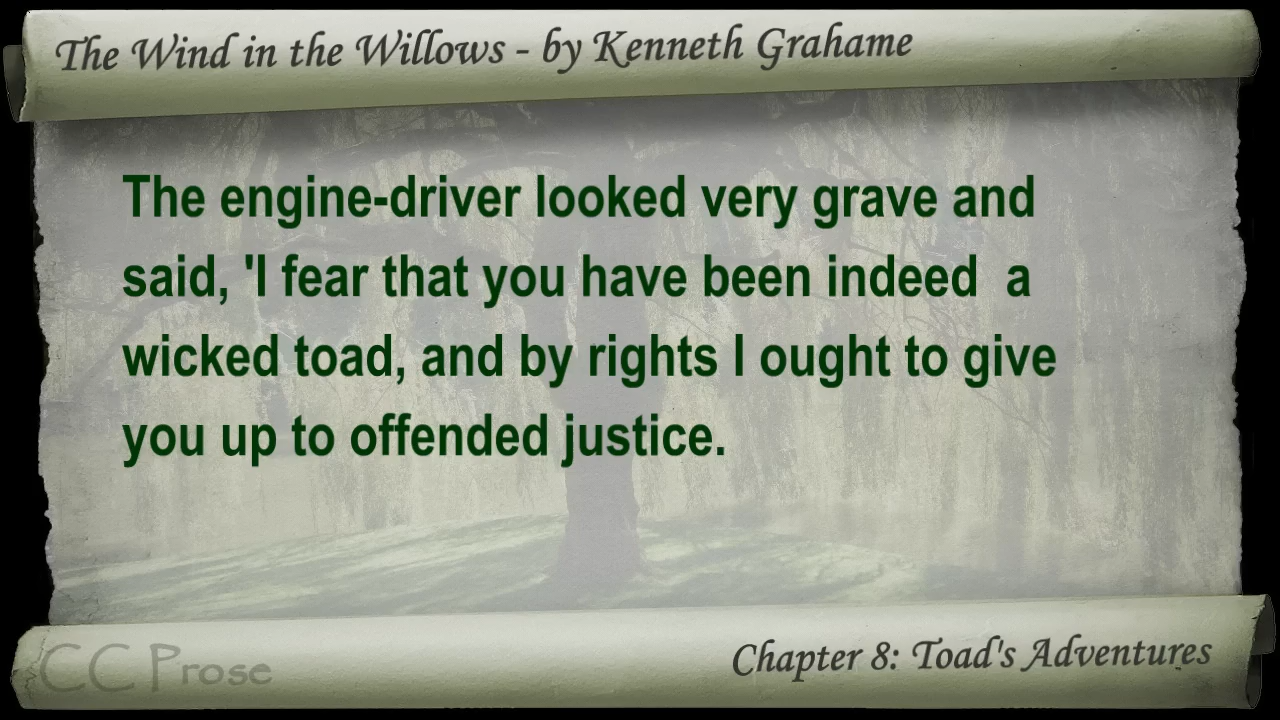 The Wind in the Willows - by Kenneth Grahame
The engine-driver looked very grave and
said, 'I fear that you have been indeed  a
wicked toad, and by rights I ought to give
you up to offended justice.
CC Prose
Chapter 8: Toad's Adventures